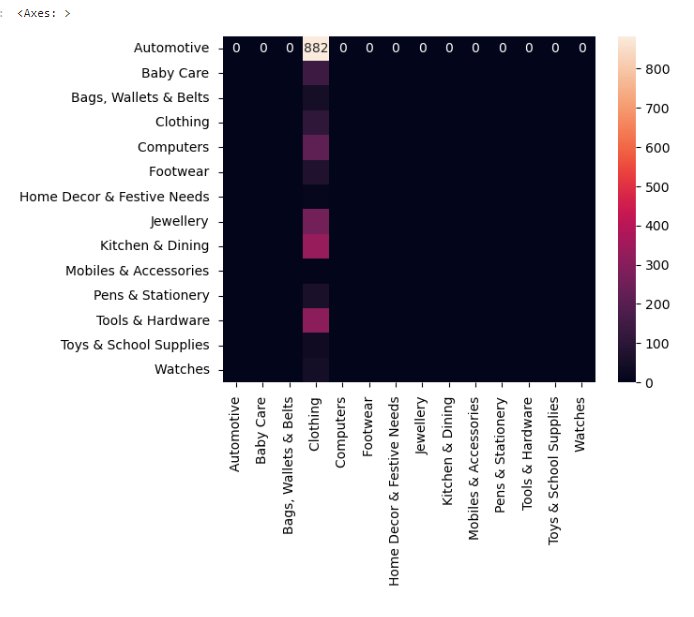 : <Axes: >
Automotive
0 0 0 882 0 0 0 0 0 0 0 0 0 0
Baby Care
Bags, Wallets & Belts
Clothing
Computers
Footwear
Home Decor & Festive Needs
Jewellery
Kitchen & Dining
Mobiles & Accessories
Pens & Stationery
Tools & Hardware
Toys & School Supplies
Watches
Automotive
Baby Care
Bags, Wallets & Belts
Clothing
Computers
Footwear
Home Decor & Festive Needs
Jewellery
Kitchen & Dining
Mobiles & Accessories
Pens & Stationery
Tools & Hardware
Toys & School Supplies
Watches
800
700
600
500
400
300
200
100
0